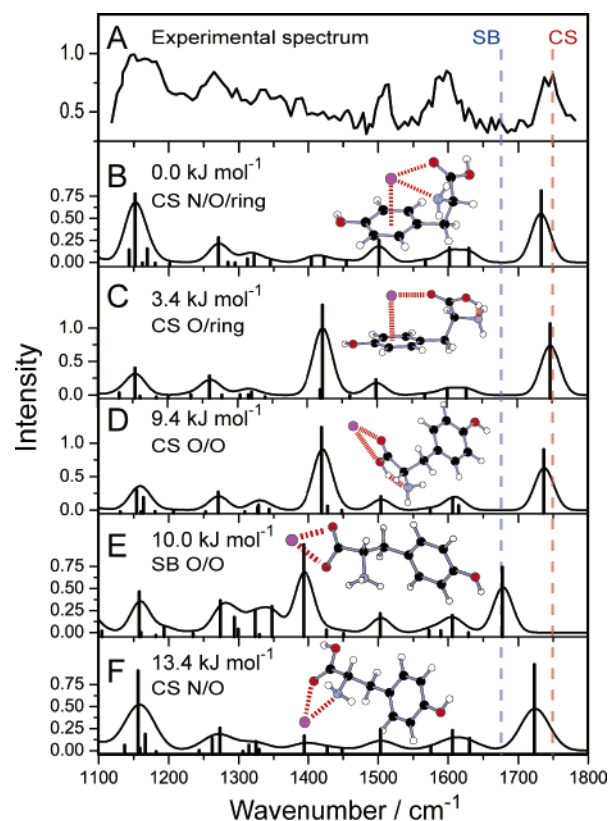 A Experimental spectrum SB CS
1.0
0.5
B 0.0 kJ mol⁻¹
CS N/O/ring
0.75
0.50
0.25
0.00
C 3.4 kJ mol⁻¹
CS O/ring
1.0
0.5
0.0
D 9.4 kJ mol⁻¹
CS O/O
1.0
0.5
0.0
E 10.0 kJ mol⁻¹
SB O/O
0.75
0.50
0.25
0.00
F 13.4 kJ mol⁻¹
CS N/O
0.75
0.50
0.25
0.00
Intensity
1100 1200 1300 1400 1500 1600 1700 1800
Wavenumber / cm⁻¹